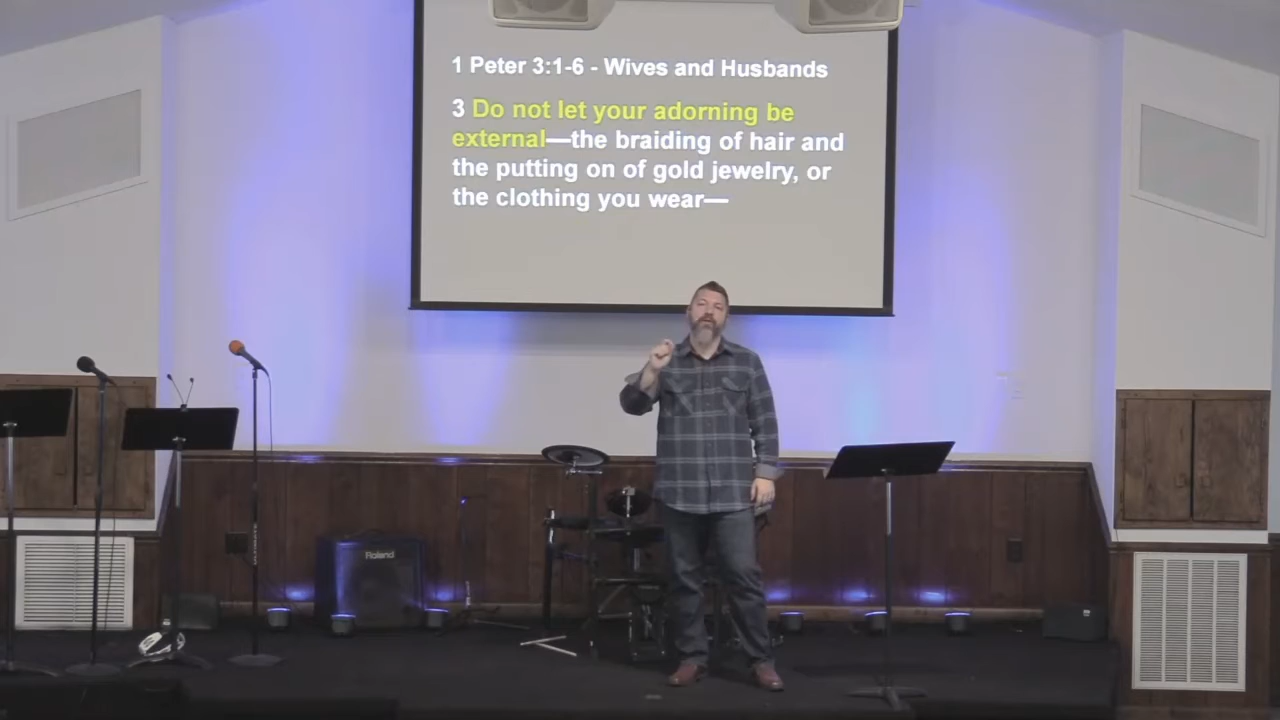 1 Peter 3:1-6 - Wives and Husbands
3 Do not let your adorning be
external—the braiding of hair and
the putting on of gold jewelry, or
the clothing you wear—
Roland
ULTIMATE